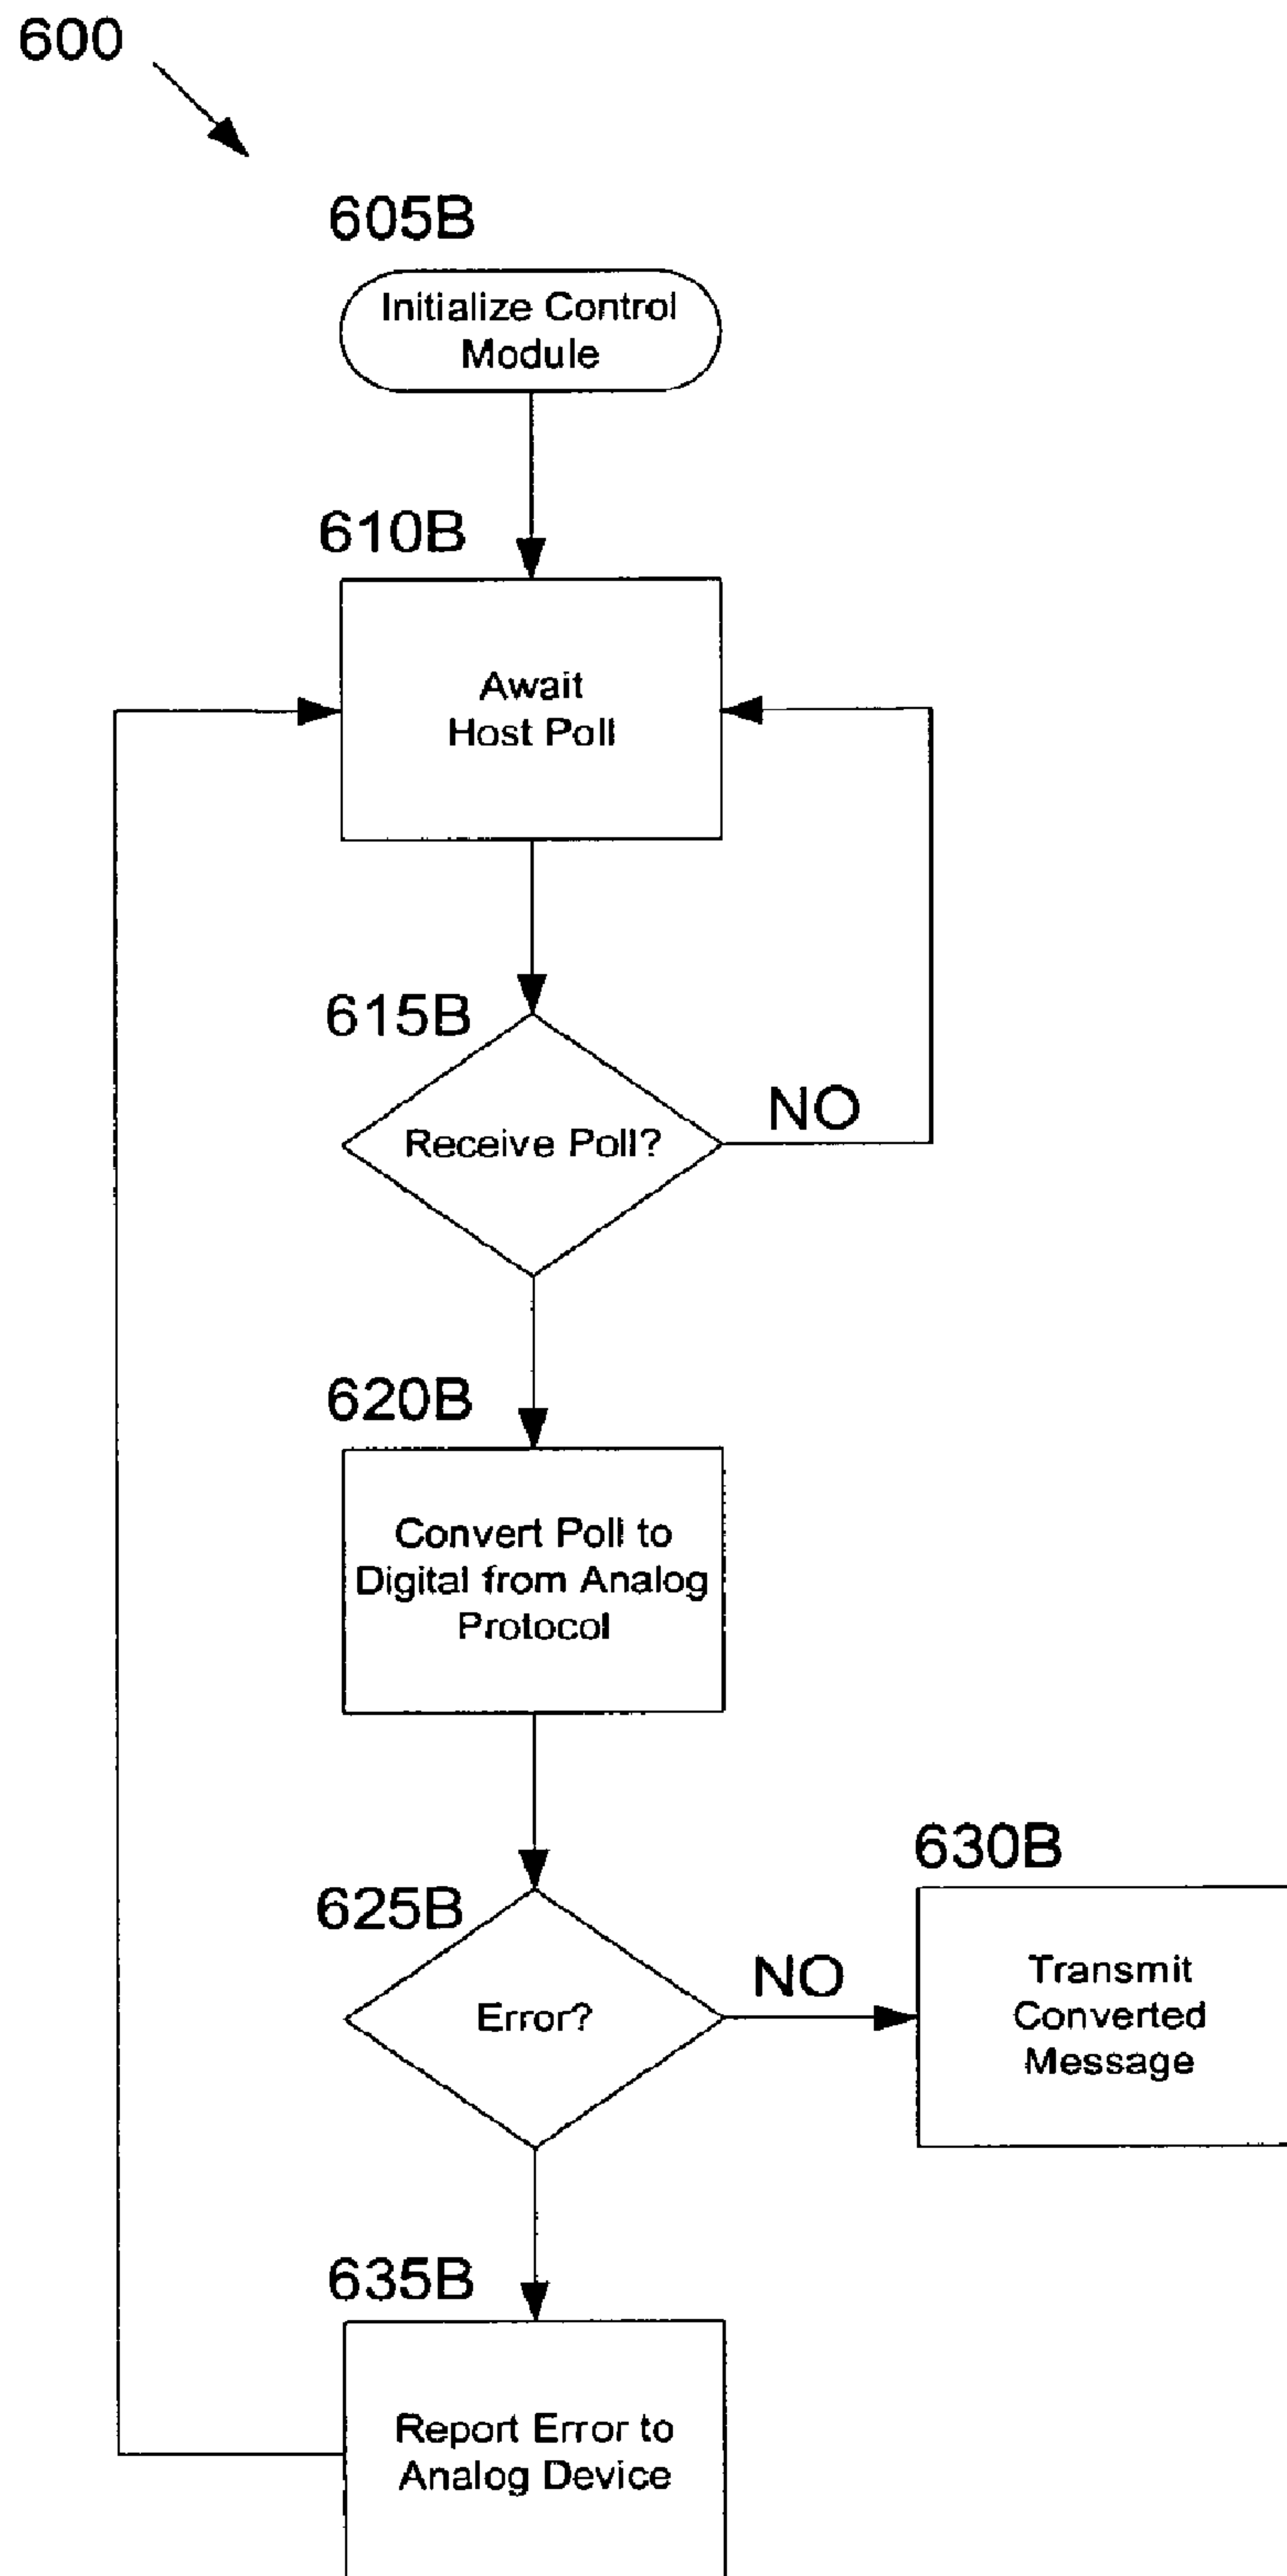 600
605B
Initialize Control
Module
610B
Await
Host Poll
615B
Receive Poll?
NO
620B
Convert Poll to
Digital from Analog
Protocol
625B
Error?
NO
630B
Transmit
Converted
Message
635B
Report Error to
Analog Device